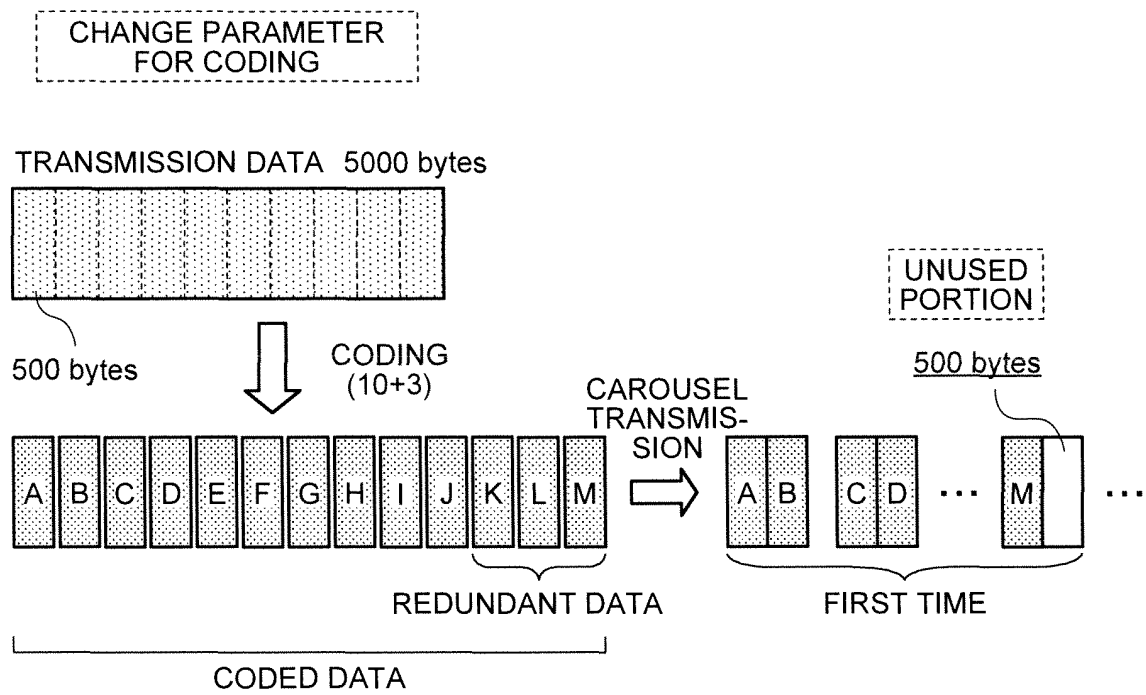 CHANGE PARAMETER
FOR CODING
TRANSMISSION DATA 5000 bytes
500 bytes
CODING
(10+3)
UNUSED
PORTION
500 bytes
CAROUSEL
TRANSMIS-
SION
A B C D E F G H I J K L M
A B C D ... M ...
REDUNDANT DATA
FIRST TIME
CODED DATA